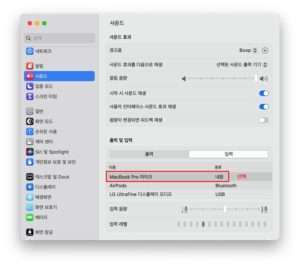 사운드
사운드 효과
네트워크
경고음
Boop
알림
사운드 효과를 다음으로 재생
선택된 사운드 출력 기기
사운드
경고 음량
집중 모드
스크린 타임
시동 시 사운드 재생
일반
사용자 인터페이스 사운드 효과 재생
화면 모드
음량이 변경되면 피드백 재생
손쉬운 사용
제어 센터
출력 및 입력
Siri 및 Spotlight
개인정보 보호 및 보안
출력
입력
이름
종류
데스크탑 및 Dock
MacBook Pro 마이크
내장
선택
디스플레이
AirPods
Bluetooth
배경화면
LG UltraFine 디스플레이 오디오
USB
화면 보호기
배터리
입력 음량
화면 잠금
입력 레벨